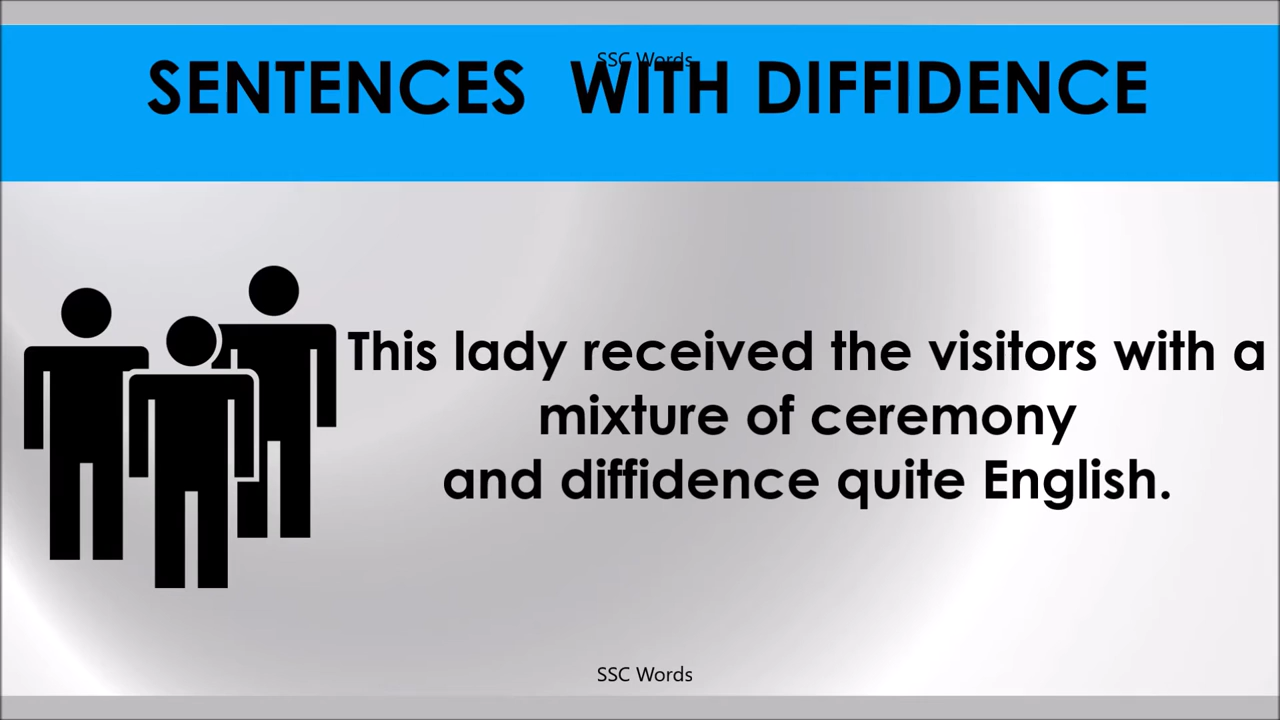 SSC Words
SENTENCES WITH DIFFIDENCE
This lady received the visitors with a
mixture of ceremony
and diffidence quite English.
SSC Words